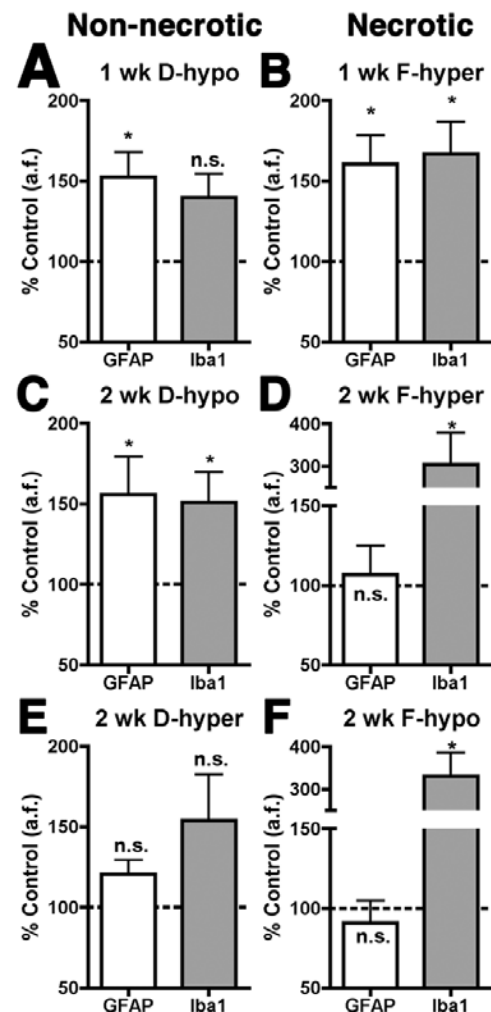 Non-necrotic Necrotic
A 1 wk D-hypo
% Control (a.f.)
200
150
100
50
*
n.s.
GFAP Iba1
B 1 wk F-hyper
% Control (a.f.)
200
150
100
50
* *
GFAP Iba1
C 2 wk D-hypo
% Control (a.f.)
200
150
100
50
* *
GFAP Iba1
D 2 wk F-hyper
% Control (a.f.)
400
300
150
100
50
*
n.s.
GFAP Iba1
E 2 wk D-hyper
% Control (a.f.)
200
150
100
50
n.s.
n.s.
GFAP Iba1
F 2 wk F-hypo
% Control (a.f.)
400
300
200
100
50
*
n.s.
GFAP Iba1